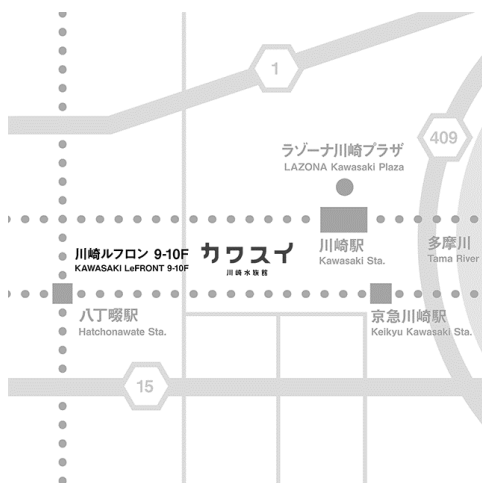 1
409
ラゾーナ川崎プラザ
LAZONA Kawasaki Plaza
川崎ルフロン 9-10F
KAWASAKI LeFRONT 9-10F
カワスイ
川崎水族館
川崎駅
Kawasaki Sta.
多摩川
Tama River
八丁畷駅
Hatchonawate Sta.
京急川崎駅
Keikyu Kawasaki Sta.
15